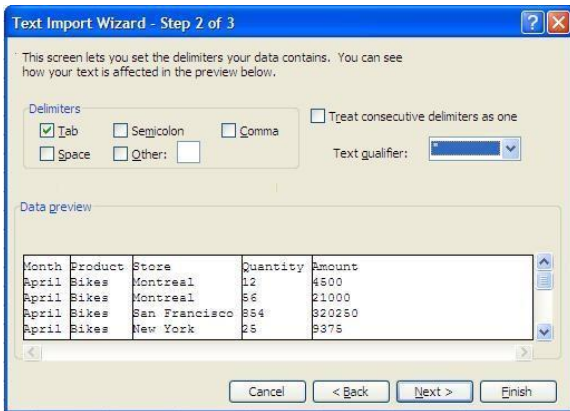 Text Import Wizard - Step 2 of 3
This screen lets you set the delimiters your data contains. You can see
how your text is affected in the preview below.
Delimiters
Tab Semicolon Comma
Space Other:
Treat consecutive delimiters as one
Text qualifier: "
Data preview
Month Product Store Quantity Amount
April Bikes Montreal 12 4500
April Bikes Montreal 56 21000
April Bikes San Francisco 854 320250
April Bikes New York 25 9375
Cancel < Back Next > Finish